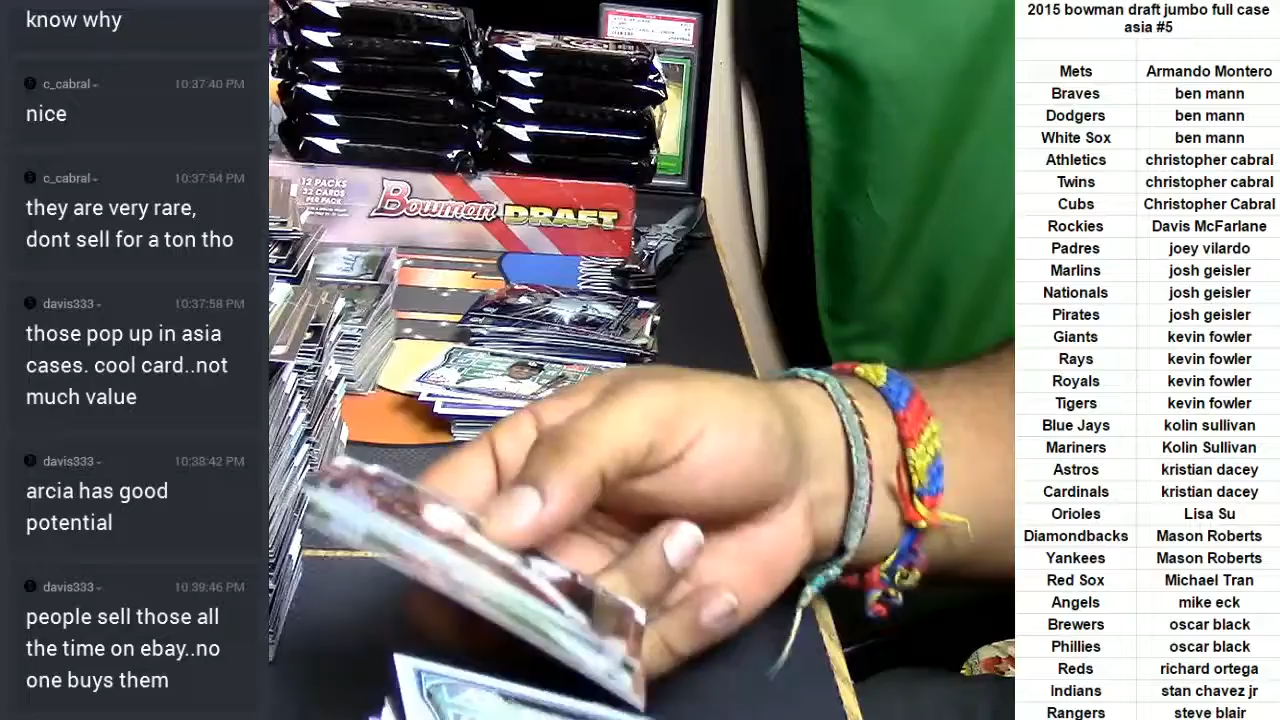 know why
c_cabral 10:37:40 PM
nice
c_cabral 10:37:54 PM
they are very rare,
dont sell for a ton tho
davis333 10:37:58 PM
those pop up in asia
cases. cool card..not
much value
davis333 10:38:42 PM
arcia has good
potential
davis333 10:39:46 PM
people sell those all
the time on ebay..no
one buys them
12 PACKS
32 CARDS
PER PACK
Bowman DRAFT
2015 bowman draft jumbo full case
asia #5
Mets Armando Montero
Braves ben mann
Dodgers ben mann
White Sox ben mann
Athletics christopher cabral
Twins christopher cabral
Cubs Christopher Cabral
Rockies Davis McFarlane
Padres joey vilardo
Marlins josh geisler
Nationals josh geisler
Pirates josh geisler
Giants kevin fowler
Rays kevin fowler
Royals kevin fowler
Tigers kevin fowler
Blue Jays kolin sullivan
Mariners Kolin Sullivan
Astros kristian dacey
Cardinals kristian dacey
Orioles Lisa Su
Diamondbacks Mason Roberts
Yankees Mason Roberts
Red Sox Michael Tran
Angels mike eck
Brewers oscar black
Phillies oscar black
Reds richard ortega
Indians stan chavez jr
Rangers steve blair